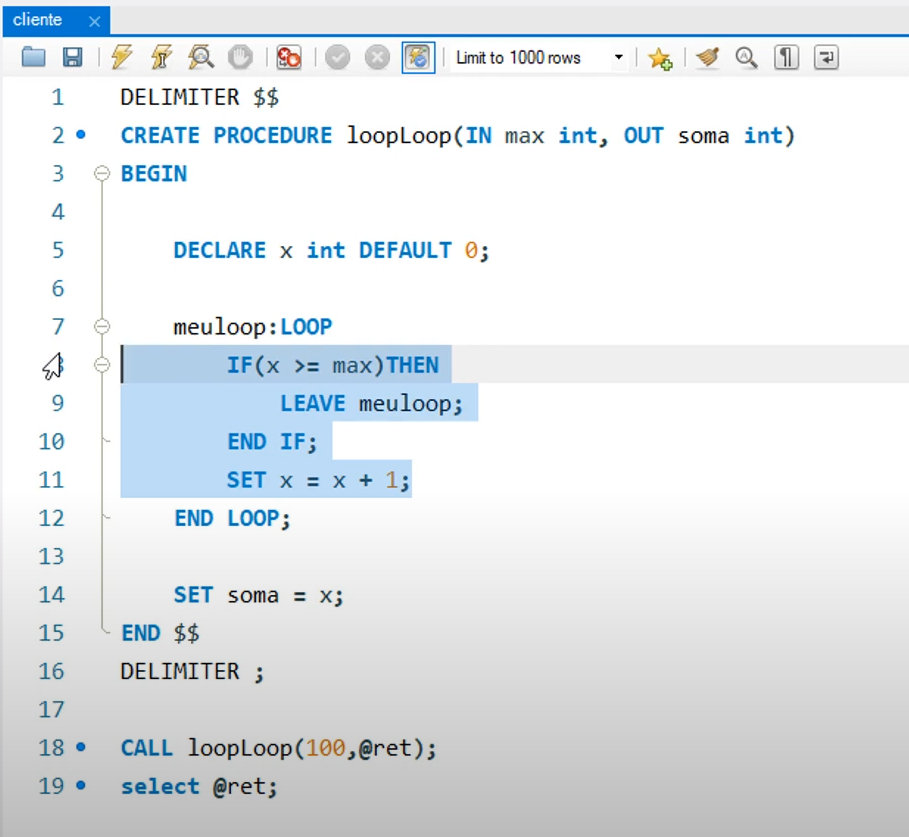 cliente
Limit to 1000 rows
1 DELIMITER $$
2 CREATE PROCEDURE loopLoop(IN max int, OUT soma int)
3 BEGIN
4
5 DECLARE x int DEFAULT 0;
6
7 meuloop:LOOP
8 IF(x >= max)THEN
9 LEAVE meuloop;
10 END IF;
11 SET x = x + 1;
12 END LOOP;
13
14 SET soma = x;
15 END $$
16 DELIMITER ;
17
18 CALL loopLoop(100,@ret);
19 select @ret;